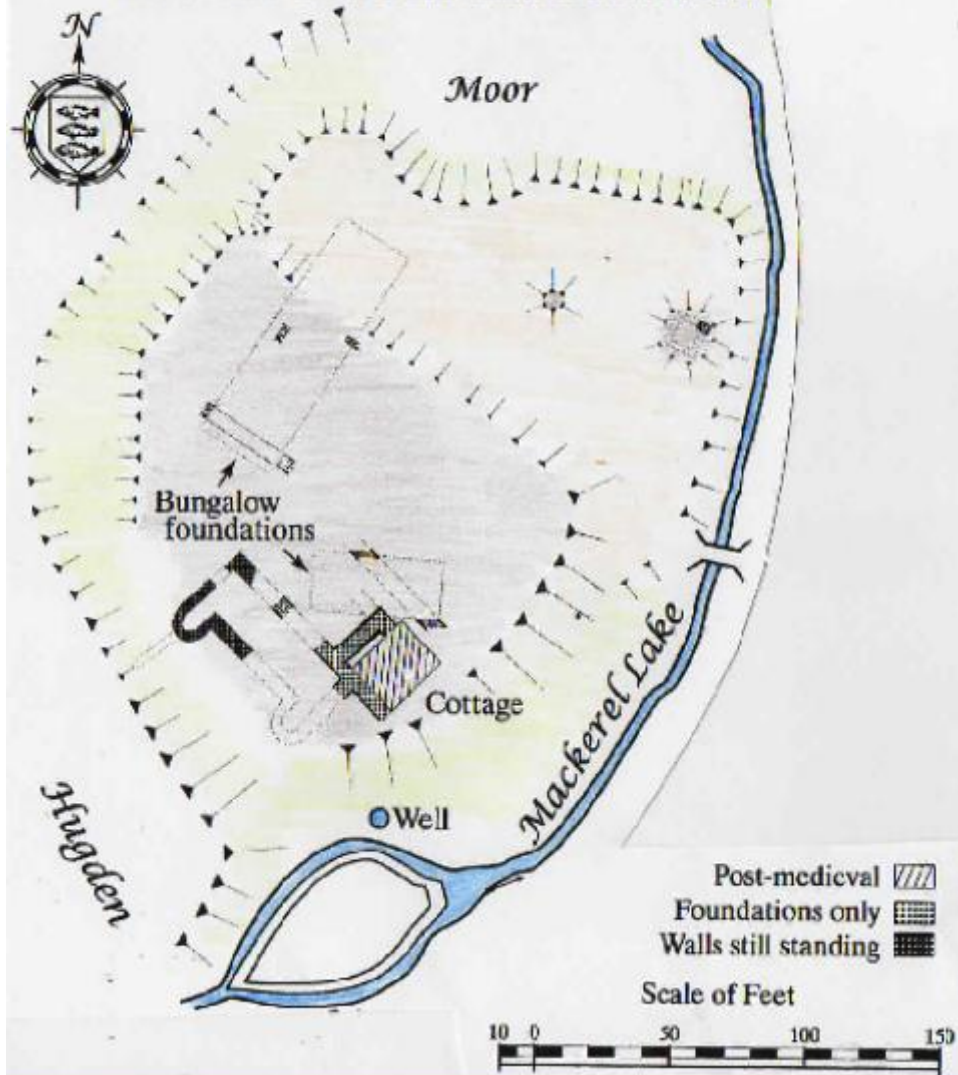 N
Moor
Bungalow
foundations
Cottage
Mackerel Lake
Well
Hugden
Post-medieval
Foundations only
Walls still standing
Scale of Feet
10 0 50 100 150